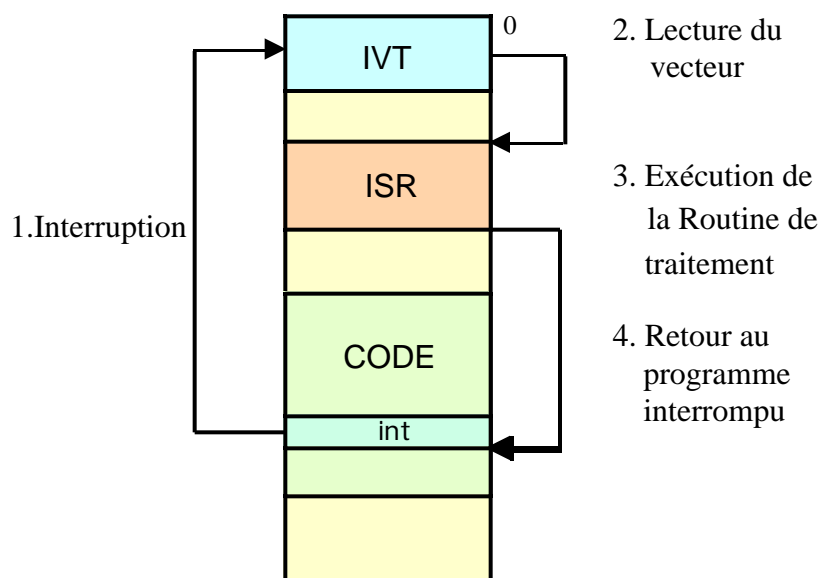 IVT
0
ISR
CODE
int
1.Interruption
2. Lecture du
vecteur
3. Exécution de
la Routine de
traitement
4. Retour au
programme
interrompu